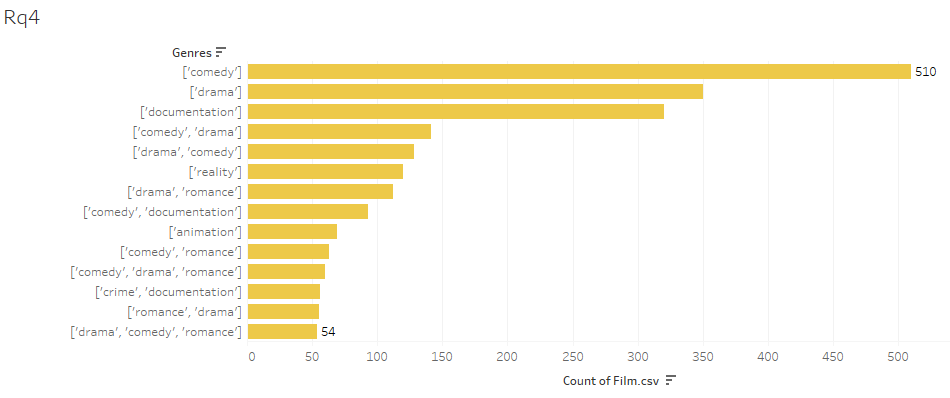 Rq4
Genres
['comedy'] 510
['drama']
['documentation']
['comedy', 'drama']
['drama', 'comedy']
['reality']
['drama', 'romance']
['comedy', 'documentation']
['animation']
['comedy', 'romance']
['comedy', 'drama', 'romance']
['crime', 'documentation']
['romance', 'drama']
['drama', 'comedy', 'romance'] 54
0 50 100 150 200 250 300 350 400 450 500
Count of Film.csv